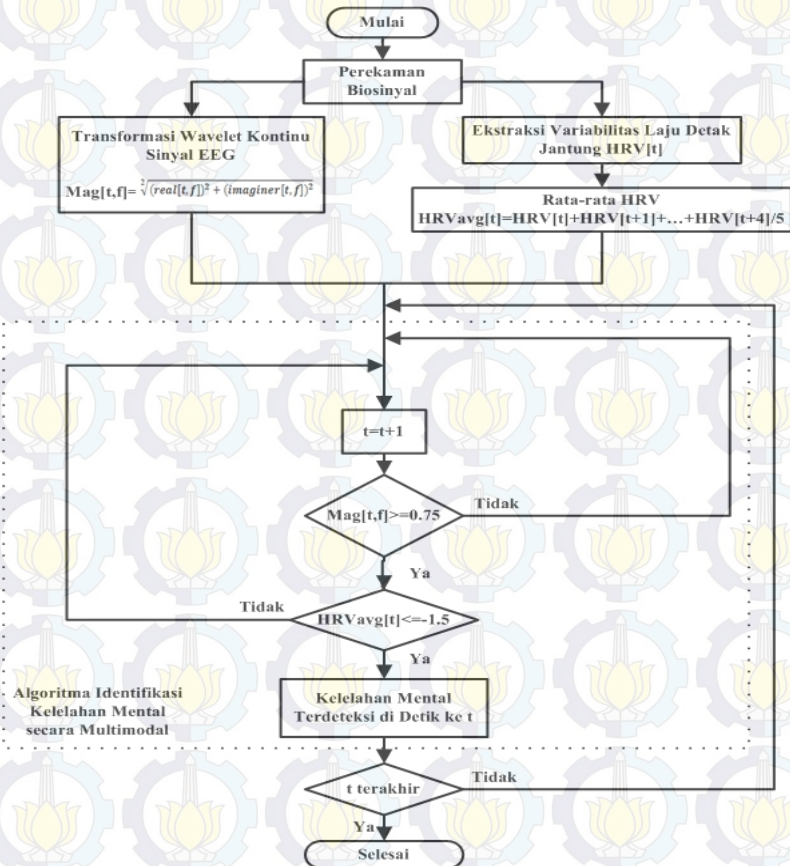 Mulai
Perekaman
Biosinyal
Transformasi Wavelet Kontinu
Sinyal EEG
Mag[t,f]= ²√(real[t,f])² + (imaginer[t,f])²
Ekstraksi Variabilitas Laju Detak
Jantung HRV[t]
Rata-rata HRV
HRVavg[t]=HRV[t]+HRV[t+1]+...+HRV[t+4]/5
t=t+1
Mag[t,f]>=0.75
Tidak
Ya
Tidak
HRVavg[t]<=-1.5
Ya
Algoritma Identifikasi
Kelelahan Mental
secara Multimodal
Kelelahan Mental
Terdeteksi di Detik ke t
t terakhir
Tidak
Ya
Selesai